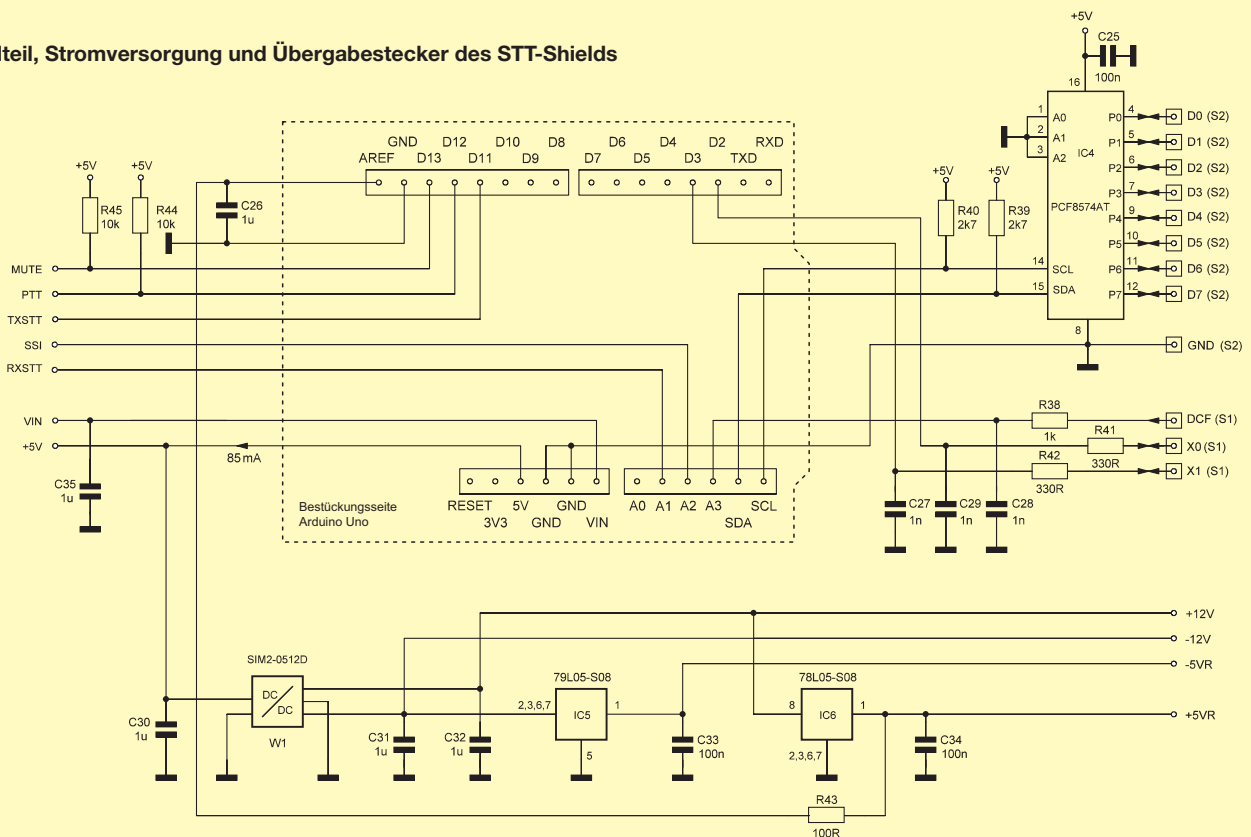 lteil, Stromversorgung und Übergabestecker des STT-Shields
+5V
C25
100n
16
1
A0
2
A1
3
A2
IC4
PCF8574AT
14
SCL
15
SDA
8
P0
4
D0 (S2)
P1
5
D1 (S2)
P2
6
D2 (S2)
P3
7
D3 (S2)
P4
9
D4 (S2)
P5
10
D5 (S2)
P6
11
D6 (S2)
P7
12
D7 (S2)
GND (S2)
GND D12 D10 D8
AREF D13 D11 D9
D6 D4 D2 RXD
D7 D5 D3 TXD
+5V
R45
10k
+5V
R44
10k
C26
1u
+5V
R40
2k7
+5V
R39
2k7
MUTE
PTT
TXSTT
SSI
RXSTT
VIN
+5V
85mA
C35
1u
Bestückungsseite
Arduino Uno
RESET 5V GND
3V3 GND VIN
A0 A1 A2 A3 SCL
SDA
R38
1k
DCF (S1)
R41
330R
X0 (S1)
R42
330R
X1 (S1)
C27
1n
C29
1n
C28
1n
+12V
-12V
-5VR
+5VR
SIM2-0512D
DC
DC
W1
C30
1u
C31
1u
C32
1u
79L05-S08
2,3,6,7
IC5
1
5
C33
100n
78L05-S08
8
IC6
1
2,3,6,7
C34
100n
R43
100R